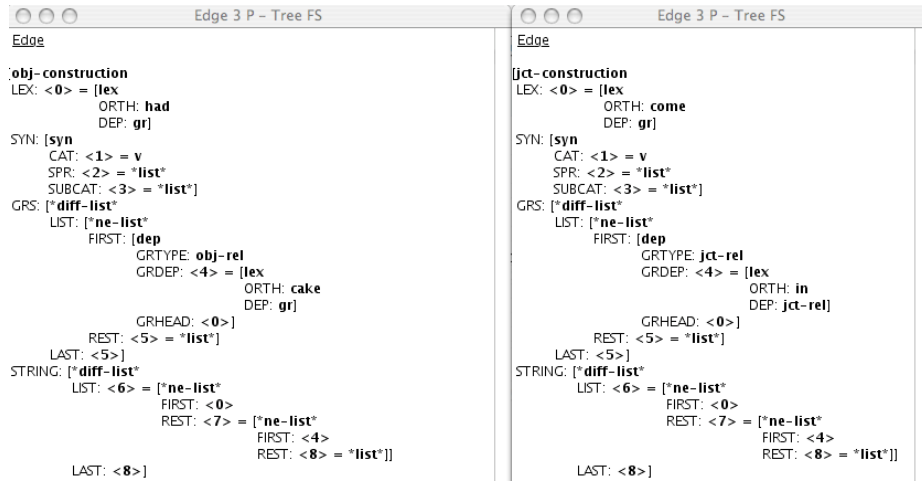 Edge 3 P – Tree FS
Edge
[obj-construction
LEX: <0> = [lex
ORTH: had
DEP: gr]
SYN: [syn
CAT: <1> = v
SPR: <2> = *list*
SUBCAT: <3> = *list*]
GRS: [*diff-list*
LIST: [*ne-list*
FIRST: [dep
GRTYPE: obj-rel
GRDEP: <4> = [lex
ORTH: cake
DEP: gr]
GRHEAD: <0>]
REST: <5> = *list*]
LAST: <5>]
STRING: [*diff-list*
LIST: <6> = [*ne-list*
FIRST: <0>
REST: <7> = [*ne-list*
FIRST: <4>
REST: <8> = *list*]]
LAST: <8>]
Edge 3 P – Tree FS
Edge
[jct-construction
LEX: <0> = [lex
ORTH: come
DEP: gr]
SYN: [syn
CAT: <1> = v
SPR: <2> = *list*
SUBCAT: <3> = *list*]
GRS: [*diff-list*
LIST: [*ne-list*
FIRST: [dep
GRTYPE: jct-rel
GRDEP: <4> = [lex
ORTH: in
DEP: jct-rel]
GRHEAD: <0>]
REST: <5> = *list*]
LAST: <5>]
STRING: [*diff-list*
LIST: <6> = [*ne-list*
FIRST: <0>
REST: <7> = [*ne-list*
FIRST: <4>
REST: <8> = *list*]]
LAST: <8>]